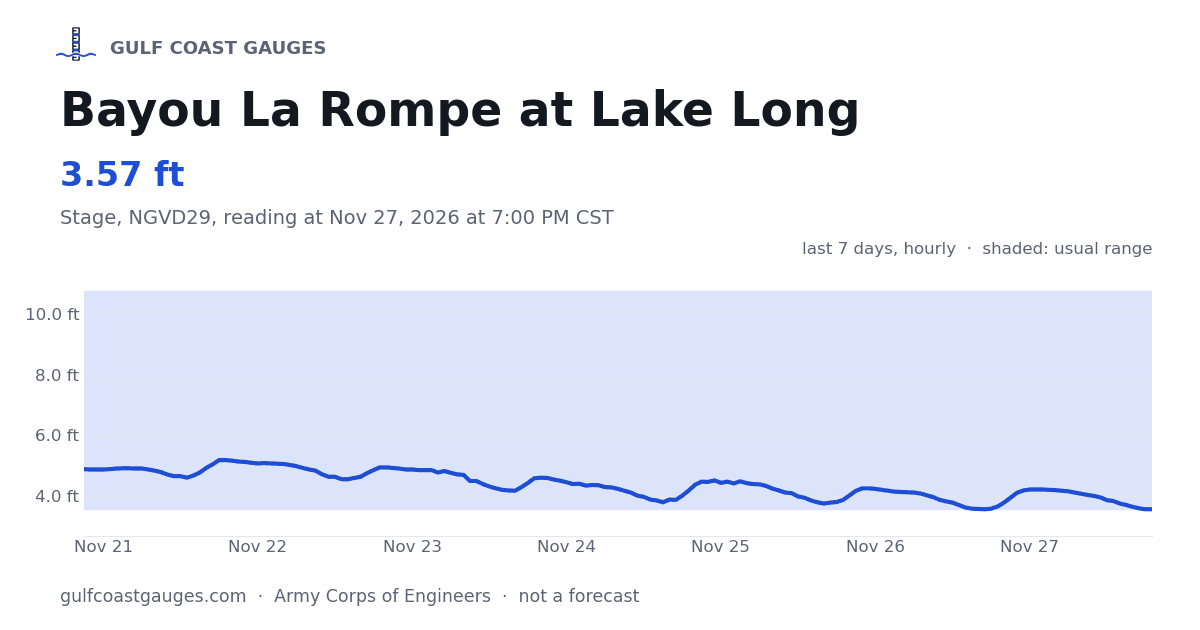 GULF COAST GAUGES
Bayou La Rompe at Lake Long
3.57 ft
Stage, NGVD29, reading at Nov 27, 2026 at 7:00 PM CST
last 7 days, hourly · shaded: usual range
10.0 ft
8.0 ft
6.0 ft
4.0 ft
Nov 21 Nov 22 Nov 23 Nov 24 Nov 25 Nov 26 Nov 27
gulfcoastgauges.com · Army Corps of Engineers · not a forecast